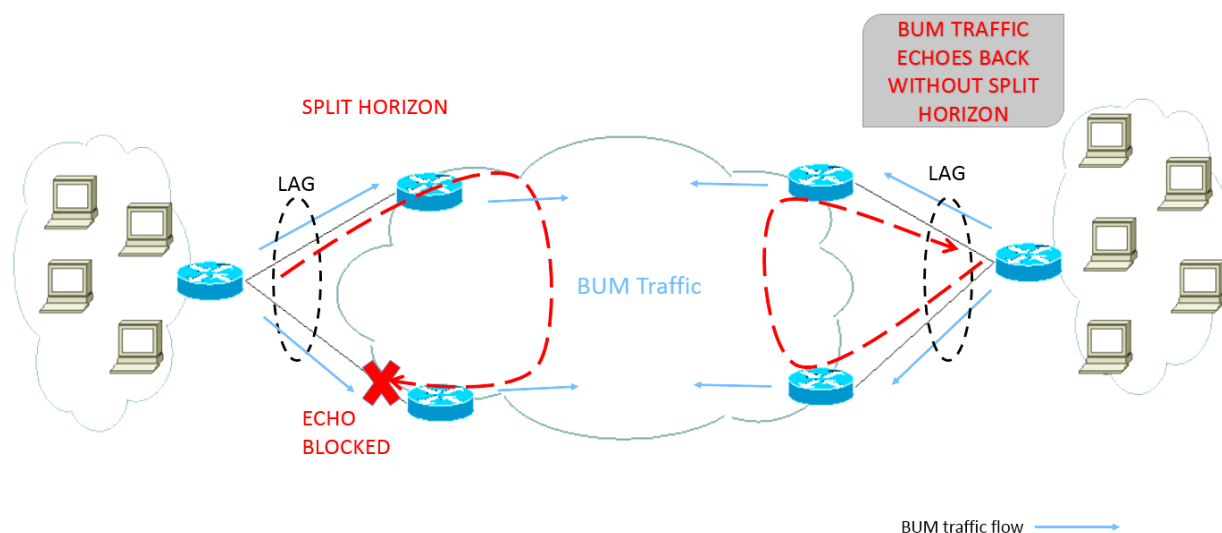 BUM TRAFFIC
ECHOES BACK
WITHOUT SPLIT
HORIZON
SPLIT HORIZON
LAG
LAG
BUM Traffic
ECHO
BLOCKED
BUM traffic flow